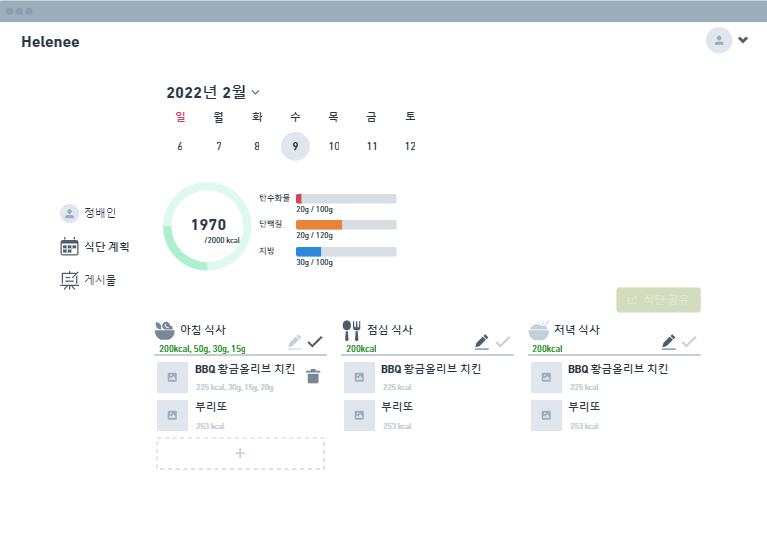 Helenee
2022년 2월
일 월 화 수 목 금 토
6 7 8 9 10 11 12
정배인
식단 계획
게시물
1970
/2000 kcal
탄수화물
20g / 100g
단백질
20g / 120g
지방
30g / 100g
식단 공유
아침 식사
200kcal, 50g, 30g, 15g
BBQ 황금올리브 치킨
225 kcal, 30g, 15g, 20g
부리또
253 kcal
+
점심 식사
200kcal
BBQ 황금올리브 치킨
225 kcal
부리또
253 kcal
저녁 식사
200kcal
BBQ 황금올리브 치킨
225 kcal
부리또
253 kcal